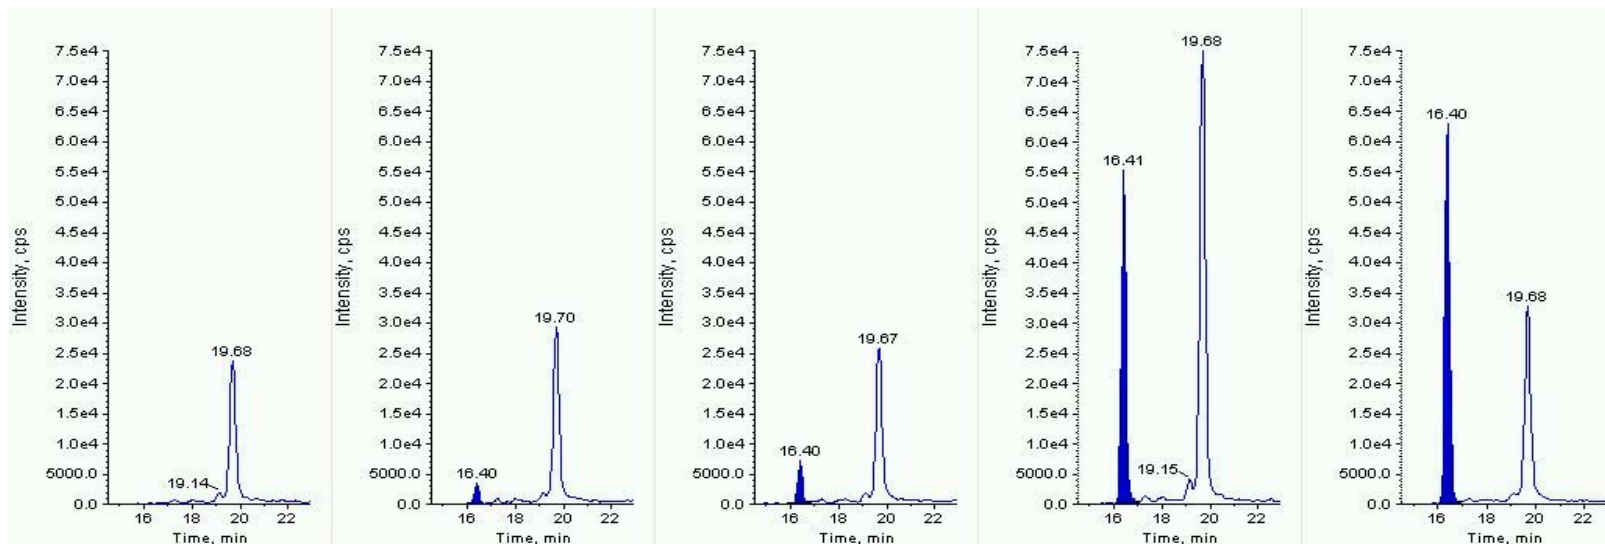 7.5e4
7.0e4
6.5e4
6.0e4
5.5e4
5.0e4
4.5e4
4.0e4
3.5e4
3.0e4
2.5e4
2.0e4
1.5e4
1.0e4
5000.0
0.0
Intensity, cps
19.68
19.14
16 18 20 22
Time, min
7.5e4
7.0e4
6.5e4
6.0e4
5.5e4
5.0e4
4.5e4
4.0e4
3.5e4
3.0e4
2.5e4
2.0e4
1.5e4
1.0e4
5000.0
0.0
Intensity, cps
19.70
16.40
16 18 20 22
Time, min
7.5e4
7.0e4
6.5e4
6.0e4
5.5e4
5.0e4
4.5e4
4.0e4
3.5e4
3.0e4
2.5e4
2.0e4
1.5e4
1.0e4
5000.0
0.0
Intensity, cps
19.67
16.40
16 18 20 22
Time, min
7.5e4
7.0e4
6.5e4
6.0e4
5.5e4
5.0e4
4.5e4
4.0e4
3.5e4
3.0e4
2.5e4
2.0e4
1.5e4
1.0e4
5000.0
0.0
Intensity, cps
19.68
16.41
19.15
16 18 20 22
Time, min
7.5e4
7.0e4
6.5e4
6.0e4
5.5e4
5.0e4
4.5e4
4.0e4
3.5e4
3.0e4
2.5e4
2.0e4
1.5e4
1.0e4
5000.0
0.0
Intensity, cps
16.40
19.68
16 18 20 22
Time, min